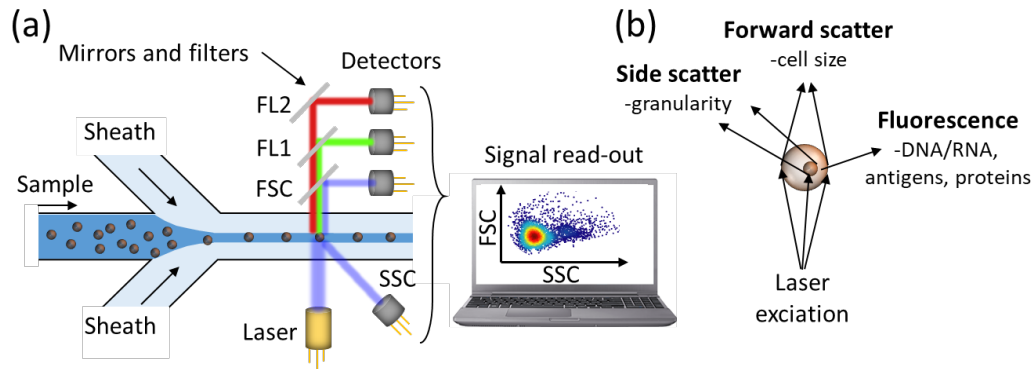 (a)
Mirrors and filters
Detectors
FL2
FL1
FSC
Sheath
Sample
Sheath
Laser
SSC
Signal read-out
FSC
SSC
(b)
Forward scatter
-cell size
Side scatter
-granularity
Fluorescence
-DNA/RNA,
antigens, proteins
Laser
exciation